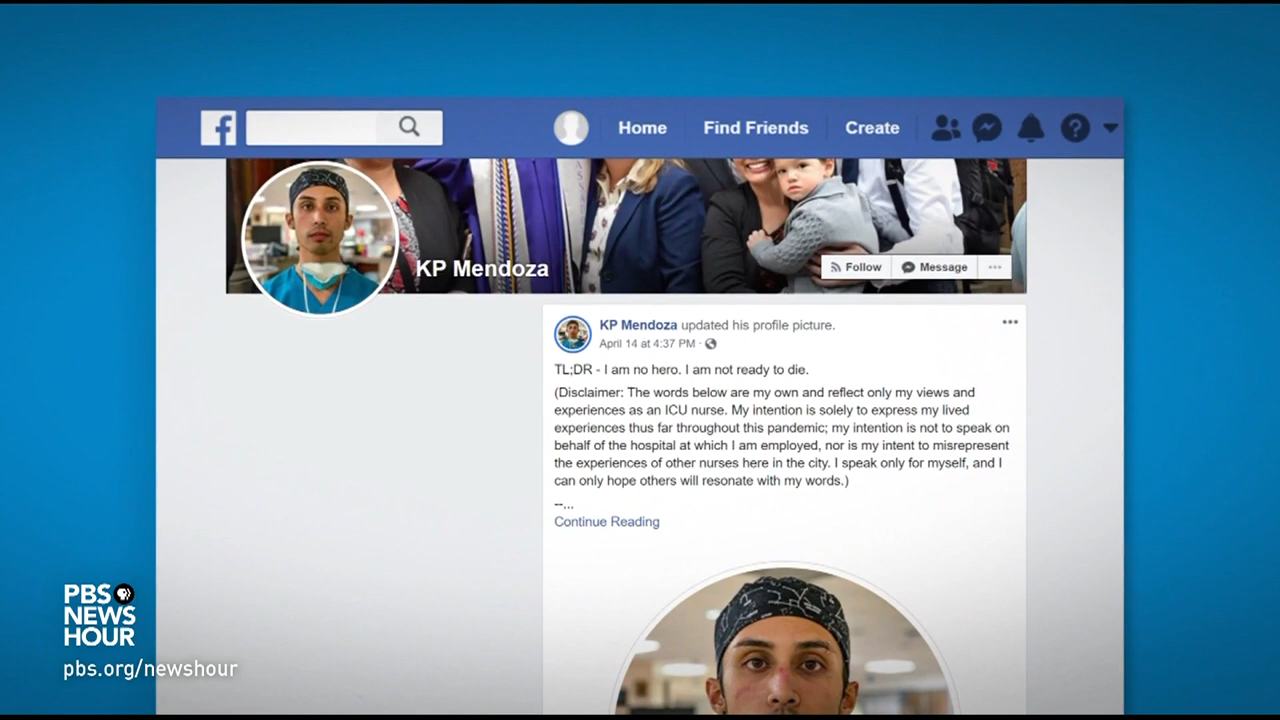 f
Home
Find Friends
Create
?
KP Mendoza
Follow
Message
KP Mendoza updated his profile picture.
April 14 at 4:37 PM ·
TL;DR - I am no hero. I am not ready to die.
(Disclaimer: The words below are my own and reflect only my views and
experiences as an ICU nurse. My intention is solely to express my lived
experiences thus far throughout this pandemic; my intention is not to speak on
behalf of the hospital at which I am employed, nor is my intent to misrepresent
the experiences of other nurses here in the city. I speak only for myself, and I
can only hope others will resonate with my words.)
--...
Continue Reading
PBS
NEWS
HOUR
pbs.org/newshour